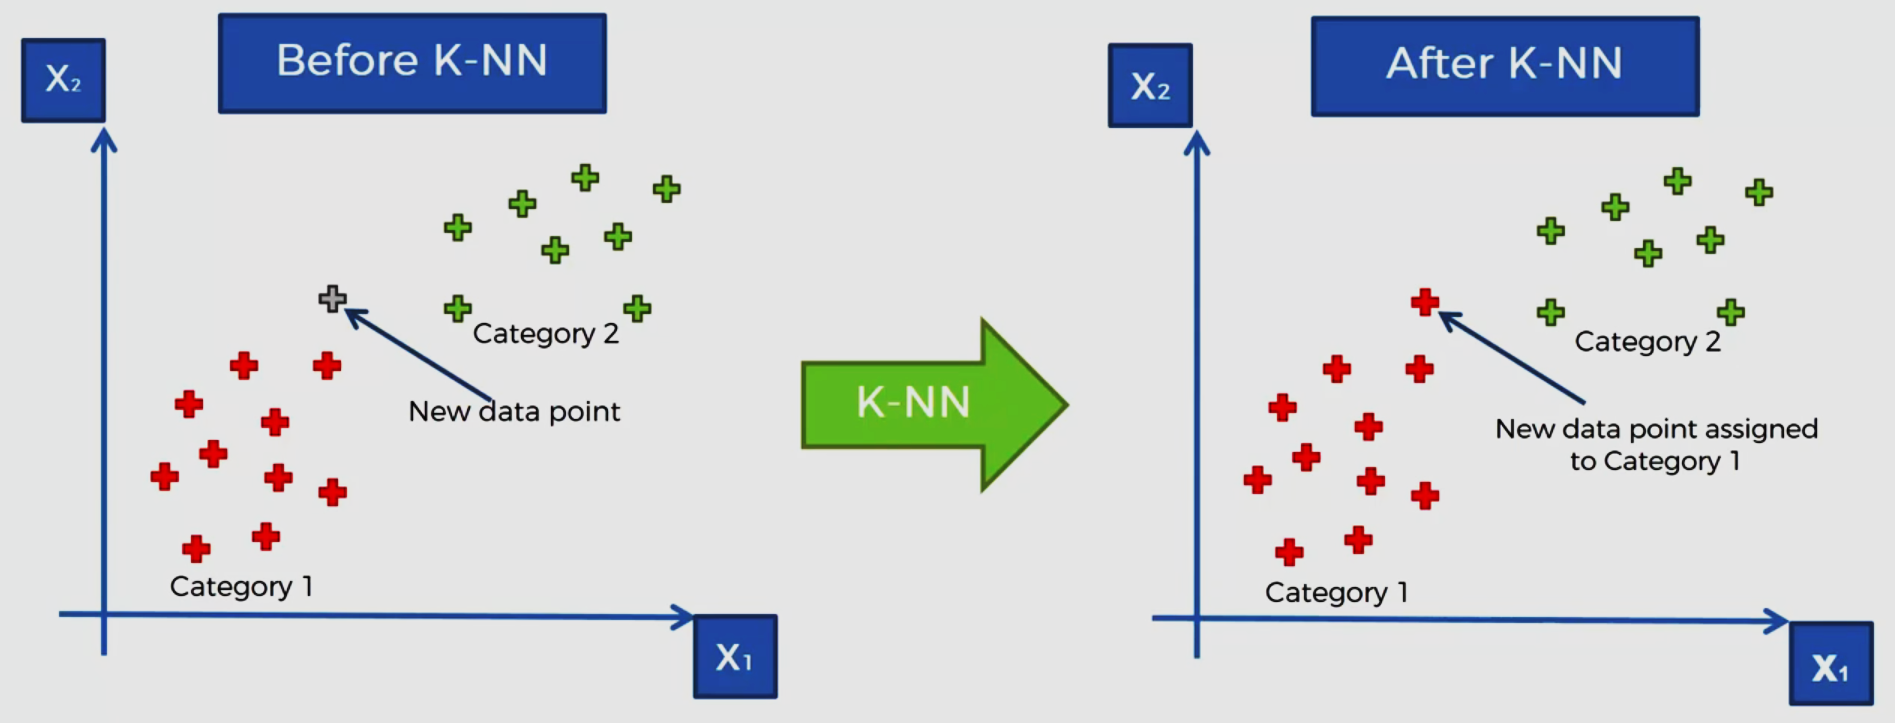 Before K-NN
X₂
Category 2
New data point
Category 1
X₁
K-NN
After K-NN
X₂
Category 2
New data point assigned
to Category 1
Category 1
X₁